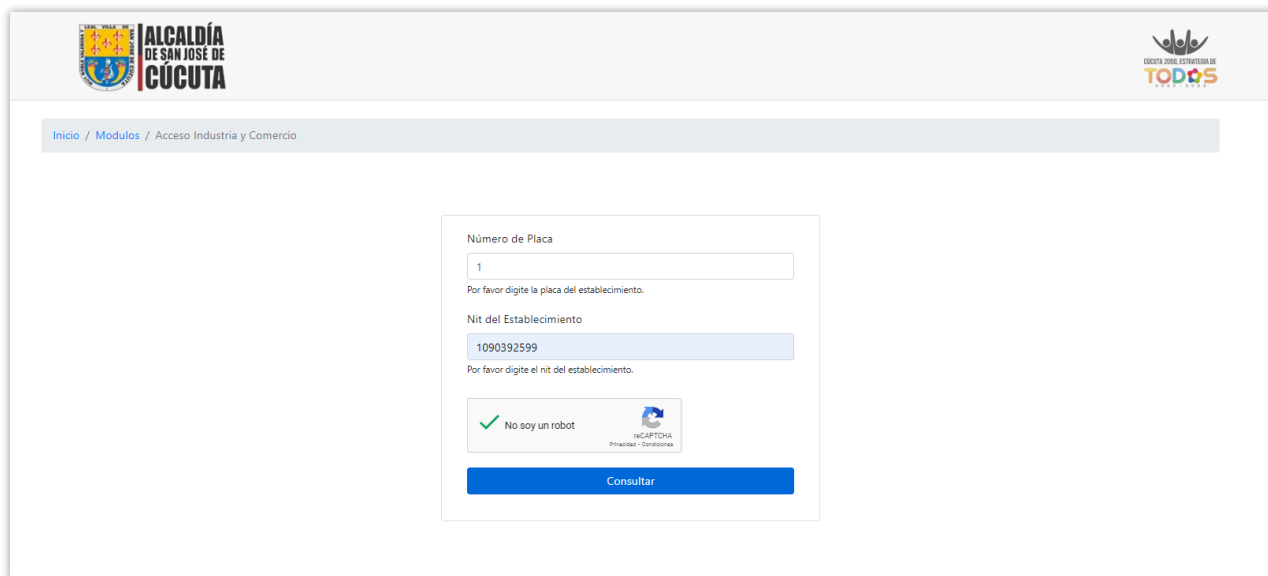 ALCALDÍA
DE SAN JOSÉ DE
CÚCUTA
CÚCUTA 2050, ESTRATEGIA DE
TODOS
2020 - 2023
Inicio / Modulos / Acceso Industria y Comercio
Número de Placa
1
Por favor digite la placa del establecimiento.
Nit del Establecimiento
1090392599
Por favor digite el nit del establecimiento.
No soy un robot
reCAPTCHA
Privacidad - Condiciones
Consultar